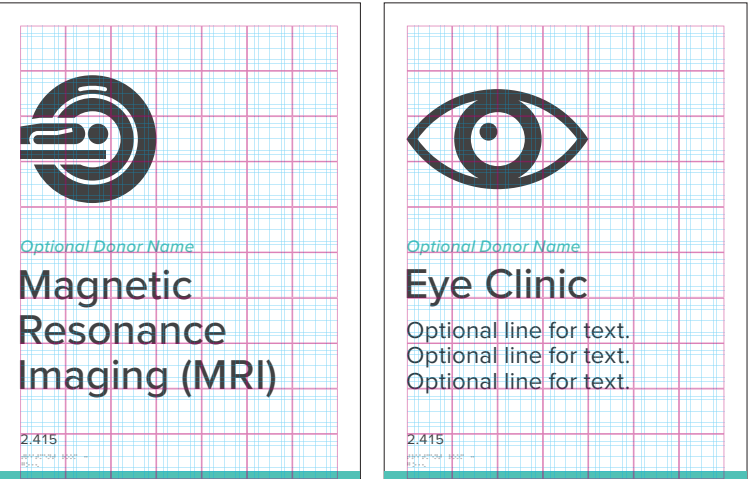 Optional Donor Name
Magnetic
Resonance
Imaging (MRI)
2.415
Optional Donor Name
Eye Clinic
Optional line for text.
Optional line for text.
Optional line for text.
2.415